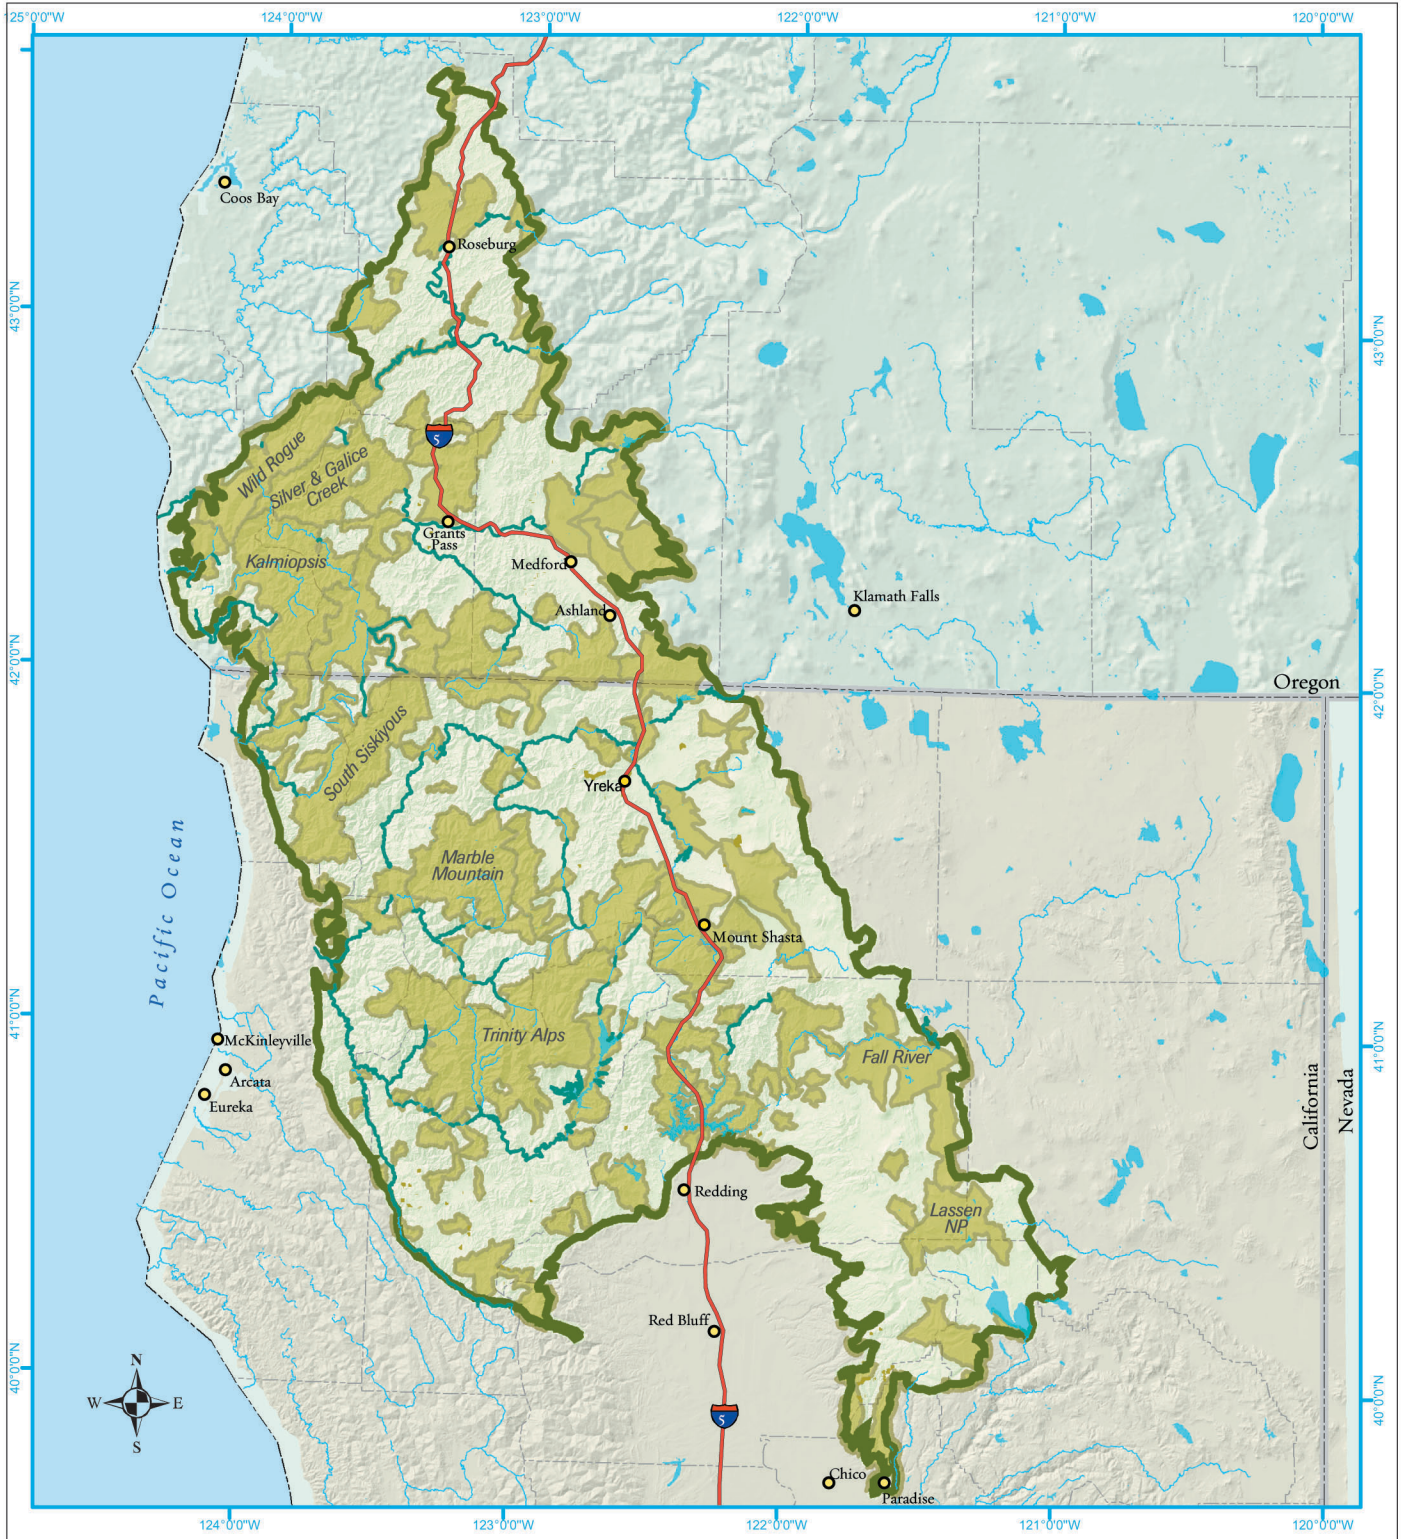 25°0'0"W
124°0'0"W
123°0'0"W
122°0'0"W
121°0'0"W
120°0'0"W
Coos Bay
Roseburg
43°0'0"N
43°0'0"N
5
Wild Rogue
Silver & Galice
Creek
Grants
Pass
Kalmiopsis
Medford
Ashland
Klamath Falls
42°0'0"N
42°0'0"N
Oregon
South Siskiyous
Yreka
Pacific Ocean
Marble
Mountain
Mount Shasta
41°0'0"N
41°0'0"N
Trinity Alps
McKinleyville
Fall River
Arcata
Eureka
California
Nevada
Redding
Lassen
NP
Red Bluff
40°0'0"N
40°0'0"N
N
W
E
S
5
Chico
Paradise
124°0'0"W
123°0'0"W
122°0'0"W
121°0'0"W
120°0'0"W